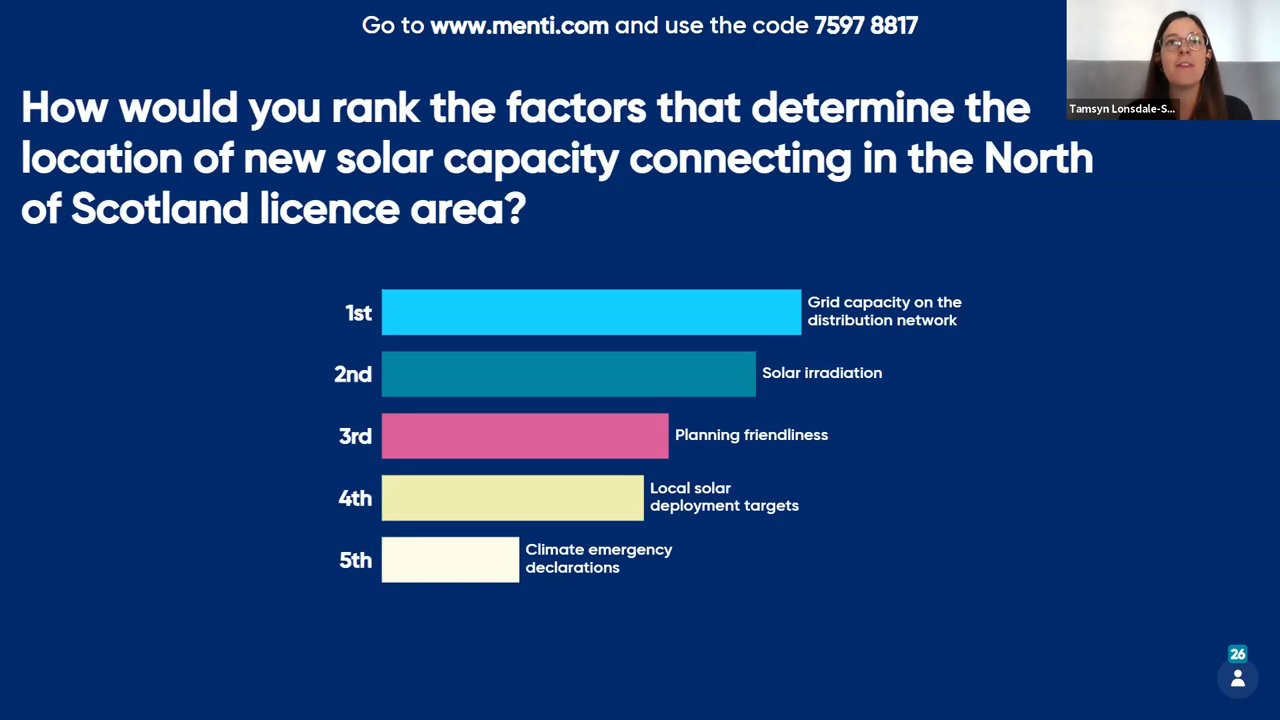 Go to www.menti.com and use the code 7597 8817
Tamsyn Lonsdale-S...
How would you rank the factors that determine the
location of new solar capacity connecting in the North
of Scotland licence area?
1st
Grid capacity on the
distribution network
2nd
Solar irradiation
3rd
Planning friendliness
4th
Local solar
deployment targets
5th
Climate emergency
declarations
26